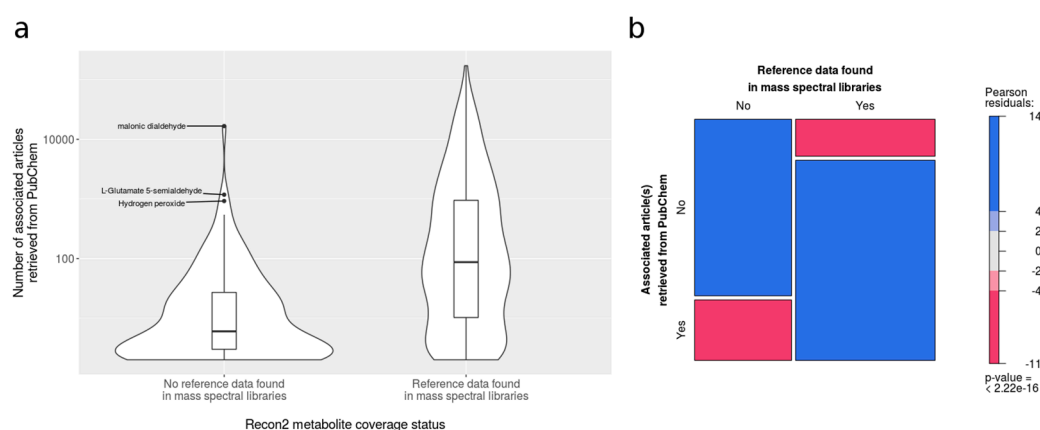 a
Number of associated articles
retrieved from PubChem
10000
100
malonic dialdehyde
L-Glutamate 5-semialdehyde
Hydrogen peroxide
No reference data found
in mass spectral libraries
Reference data found
in mass spectral libraries
Recon2 metabolite coverage status
b
Reference data found
in mass spectral libraries
No
Yes
Associated article(s)
retrieved from PubChem
No
Yes
Pearson
residuals:
14
4
2
0
-2
-4
-11
p-value =
< 2.22e-16